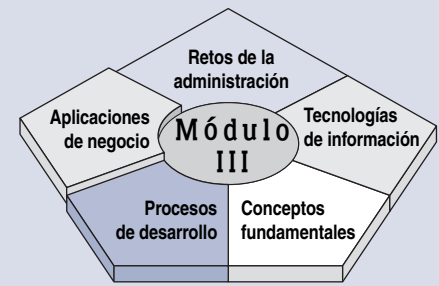 Retos de la
administración
Aplicaciones
de negocio
Módulo
III
Tecnologías
de información
Procesos
de desarrollo
Conceptos
fundamentales